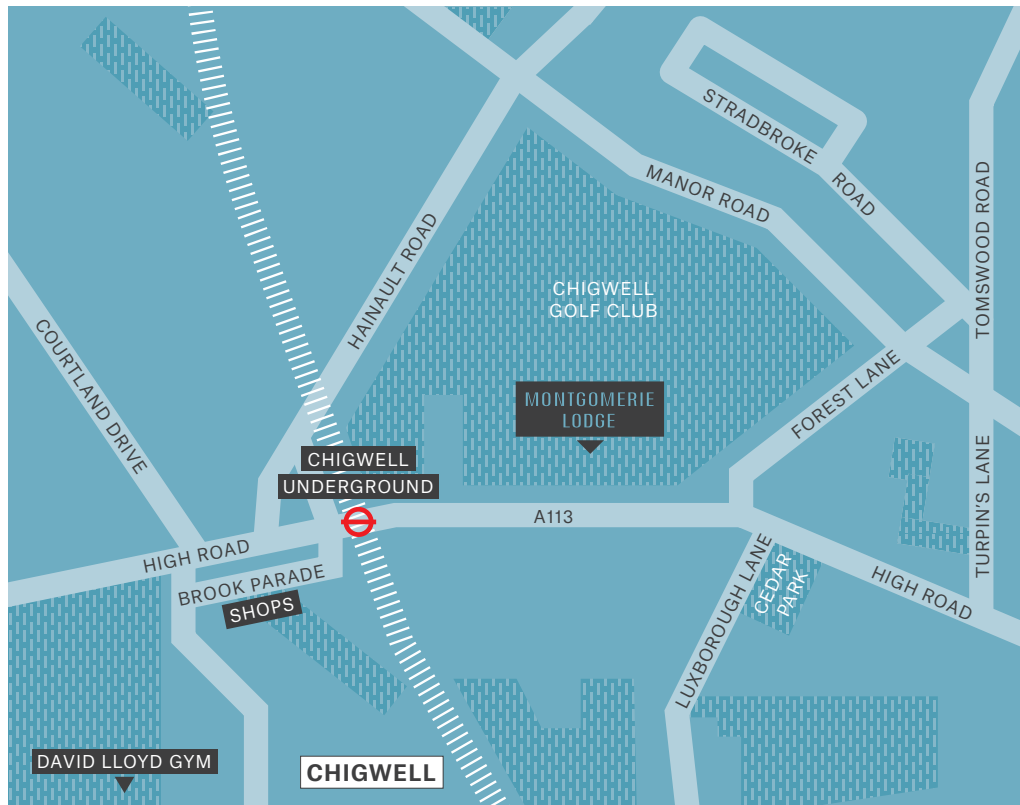 STRADBROKE
ROAD
MANOR ROAD
TOMSWOOD ROAD
HAINAULT ROAD
CHIGWELL
GOLF CLUB
COURTLAND DRIVE
MONTGOMERIE
LODGE
FOREST LANE
CHIGWELL
UNDERGROUND
A113
TURPIN'S LANE
HIGH ROAD
BROOK PARADE
SHOPS
LUXBOROUGH LANE
CEDAR
PARK
HIGH ROAD
DAVID LLOYD GYM
CHIGWELL